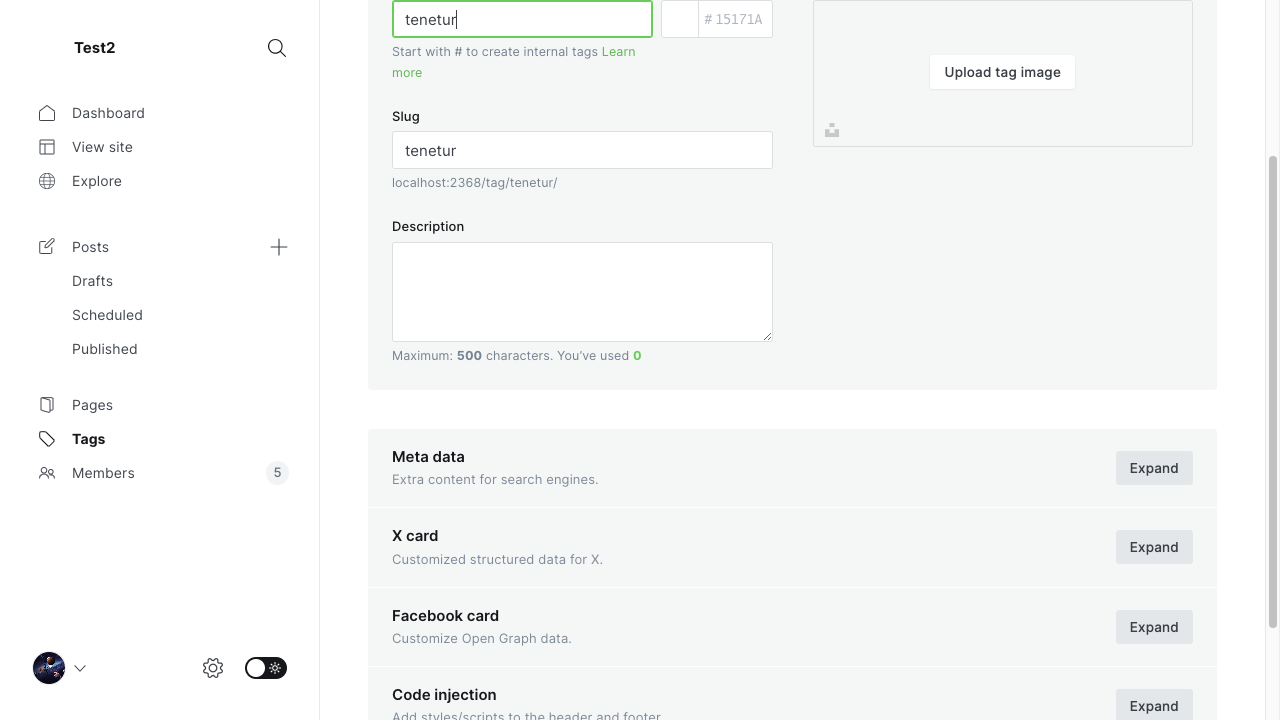 Test2
Dashboard
View site
Explore
Posts
Drafts
Scheduled
Published
Pages
Tags
Members
5
tenetur
# 15171A
Start with # to create internal tags Learn
more
Slug
tenetur
localhost:2368/tag/tenetur/
Description
Maximum: 500 characters. You've used 0
Upload tag image
Meta data
Extra content for search engines.
Expand
X card
Customized structured data for X.
Expand
Facebook card
Customize Open Graph data.
Expand
Code injection
Add styles/scripts to the header and footer.
Expand